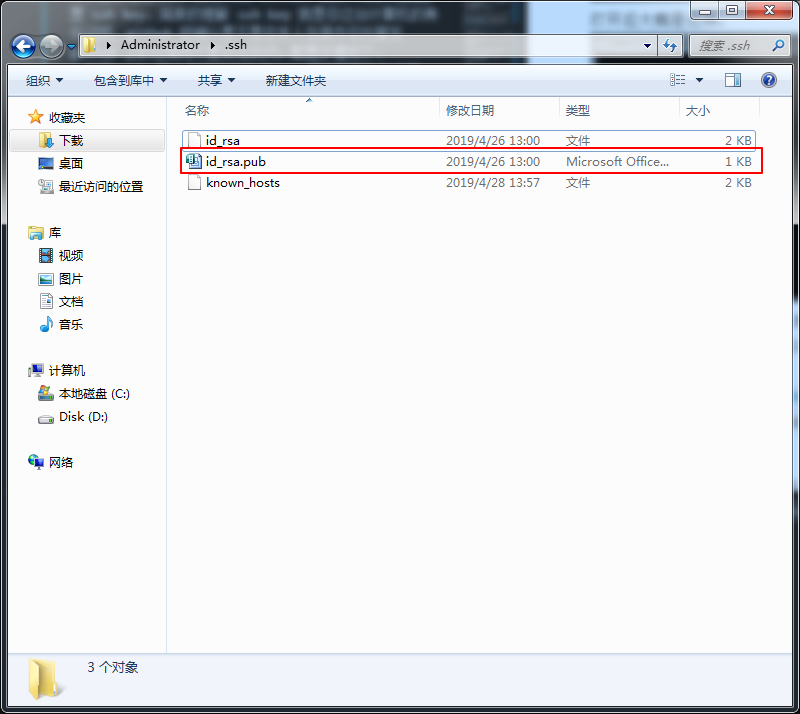 Administrator .ssh
搜索 .ssh
组织 包含到库中 共享 新建文件夹
名称 修改日期 类型 大小
id_rsa 2019/4/26 13:00 文件 2 KB
id_rsa.pub 2019/4/26 13:00 Microsoft Office... 1 KB
known_hosts 2019/4/28 13:57 文件 2 KB
收藏夹
下载
桌面
最近访问的位置
库
视频
图片
文档
音乐
计算机
本地磁盘 (C:)
Disk (D:)
网络
3 个对象